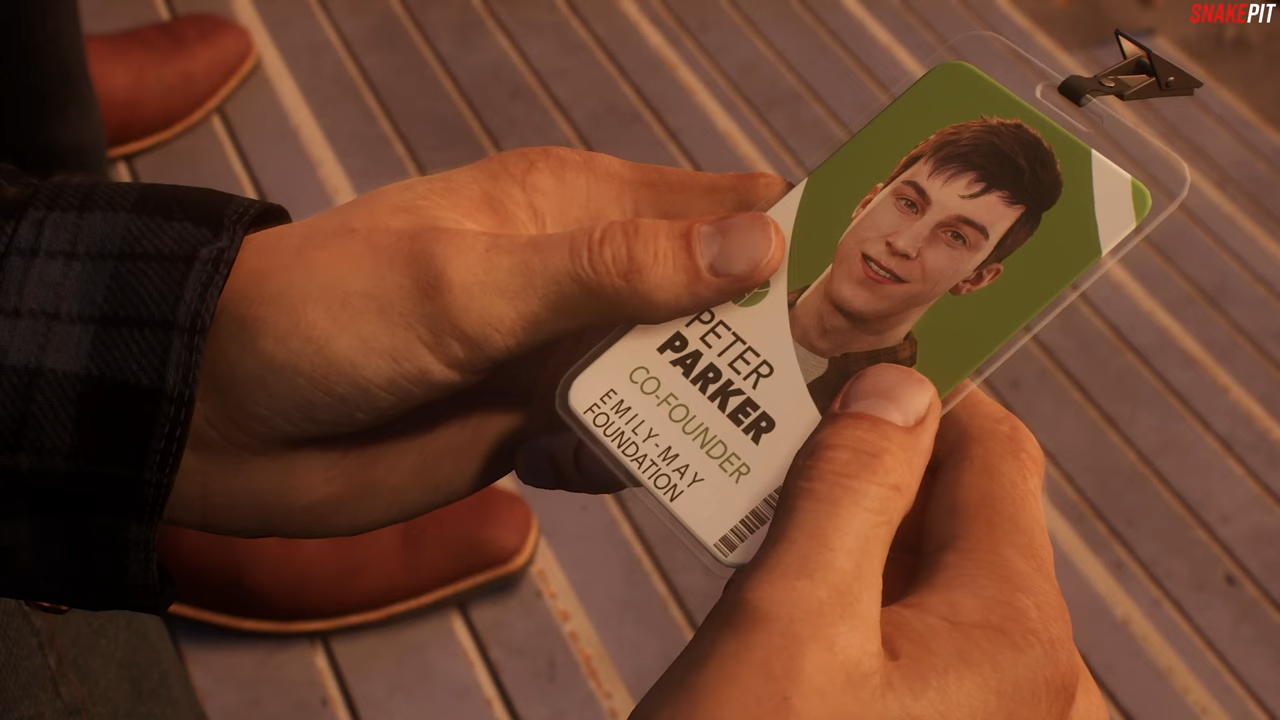 SNAKEPIT
PETER
PARKER
CO-FOUNDER
EMILY-MAY
FOUNDATION